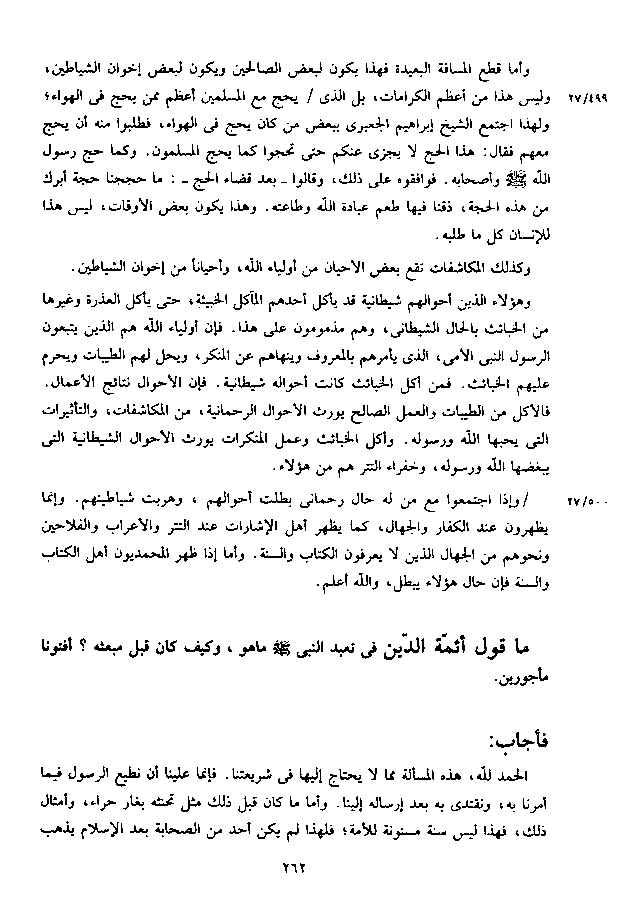 وأما قطع المسافة البعيدة فهذا يكون لبعض الصالحين ويكون لبعض إخوان الشياطين،
٢٧/٤٩٩ وليس هذا من أعظم الكرامات، بل الذى / يحج مع المسلمين أعظم ممن يحج فى الهواء؛
ولهذا اجتمع الشيخ إبراهيم الجعبرى ببعض من كان يحج فى الهواء، فطلبوا منه أن يحج
معهم فقال: هذا الحج لا يجزى عنكم حتى تحجوا كما يحج المسلمون. وكما حج رسول
الله ﷺ وأصحابه. فوافقوه على ذلك، وقالوا ـ بعد قضاء الحج ـ : ما حججنا حجة أبرك
من هذه الحجة، ذقنا فيها طعم عبادة الله وطاعته. وهذا يكون بعض الأوقات، ليس هذا
للإنسان كل ما طلبه.
وكذلك المكاشفات تقع بعض الأحيان من أولياء الله، وأحياناً من إخوان الشياطين.
وهؤلاء الذين أحوالهم شيطانية قد يأكل أحدهم المآكل الخبيثة، حتى يأكل العذرة وغيرها
من الخبائث بالحال الشيطانى، وهم مذمومون على هذا. فإن أولياء الله هم الذين يتبعون
الرسول النبى الأمى، الذى يأمرهم بالمعروف وينهاهم عن المنكر، ويحل لهم الطيبات ويحرم
عليهم الخبائث. فمن أكل الخبائث كانت أحواله شيطانية. فإن الأحوال نتائج الأعمال.
فالأكل من الطيبات والعمل الصالح يورث الأحوال الرحمانية، من المكاشفات، والتأثيرات
التى يحبها الله ورسوله. وأكل الخبائث وعمل المنكرات يورث الأحوال الشيطانية التى
يبغضها الله ورسوله، وخفراء التتر هم من هؤلاء.
٢٧/٥٠٠ / وإذا اجتمعوا مع من له حال رحمانى بطلت أحوالهم ، وهربت شياطينهم. وإنما
يظهرون عند الكفار والجهال، كما يظهر أهل الإشارات عند التتر والأعراب والفلاحين
ونحوهم من الجهال الذين لا يعرفون الكتاب والسنة. وأما إذا ظهر المحمديون أهل الكتاب
والسنة فإن حال هؤلاء يبطل، والله أعلم.
ما قول أئمّة الدّين فى تعبد النبى ﷺ ماهو ، وكيف كان قبل مبعثه ؟ أفتونا
مأجورين.
فأجاب:
الحمد لله، هذه المسألة مما لا يحتاج إليها فى شريعتنا. فإنما علينا أن نطيع الرسول فيما
أمرنا به، ونقتدى به بعد إرساله إلينا. وأما ما كان قبل ذلك مثل تحنثه بغار حراء، وأمثال
ذلك، فهذا ليس سنة مسنونة للأمة؛ فلهذا لم يكن أحد من الصحابة بعد الإسلام يذهب
٢٦٢